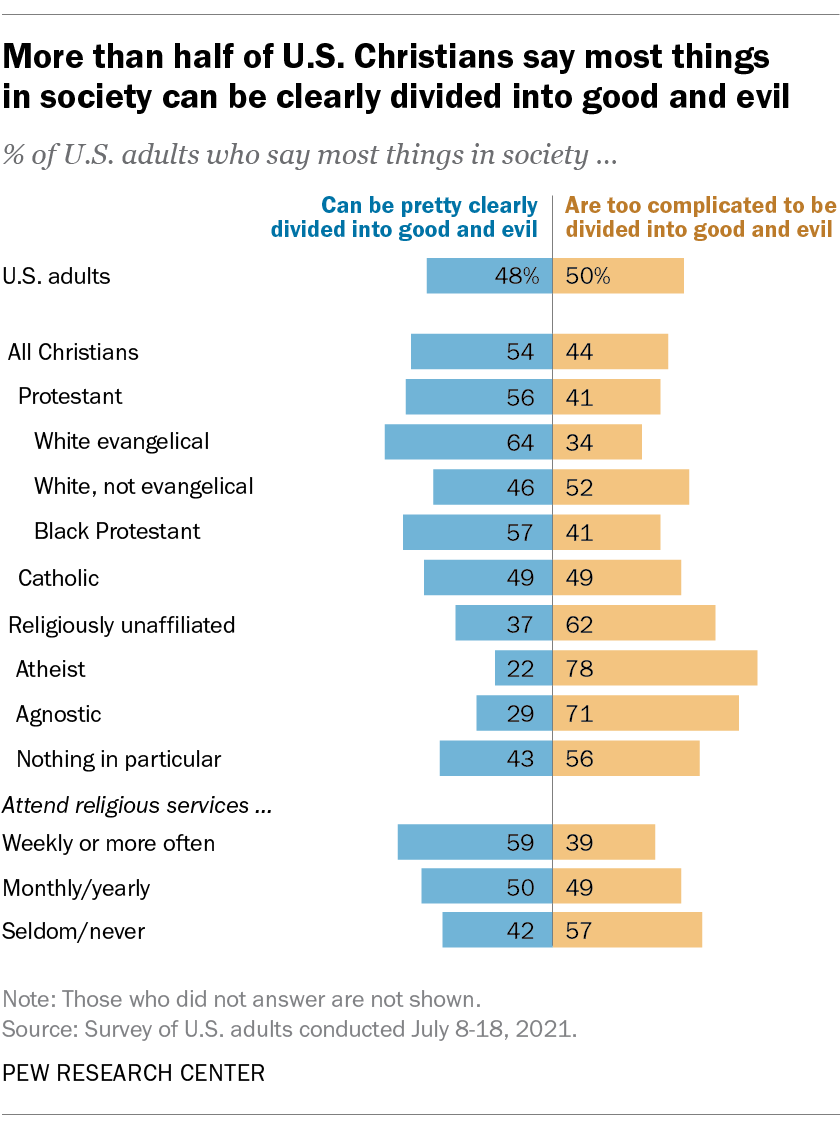 More than half of U.S. Christians say most things
in society can be clearly divided into good and evil
% of U.S. adults who say most things in society ...
Can be pretty clearly
divided into good and evil
Are too complicated to be
divided into good and evil
U.S. adults 48% 50%
All Christians 54 44
Protestant 56 41
White evangelical 64 34
White, not evangelical 46 52
Black Protestant 57 41
Catholic 49 49
Religiously unaffiliated 37 62
Atheist 22 78
Agnostic 29 71
Nothing in particular 43 56
Attend religious services ...
Weekly or more often 59 39
Monthly/yearly 50 49
Seldom/never 42 57
Note: Those who did not answer are not shown.
Source: Survey of U.S. adults conducted July 8-18, 2021.
PEW RESEARCH CENTER